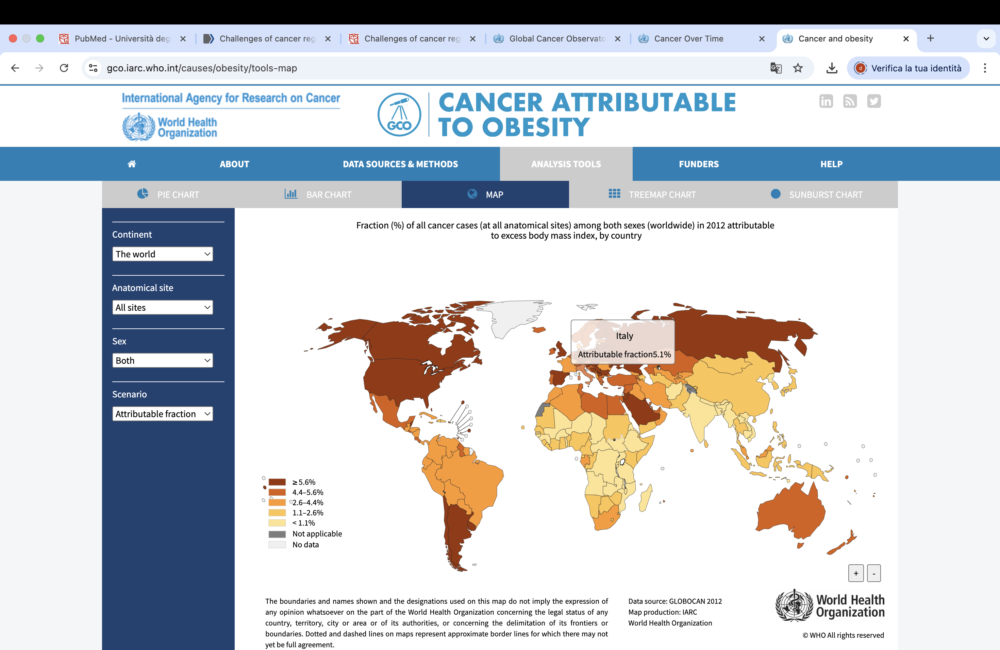 PubMed - Università deg
Challenges of cancer reg
Challenges of cancer reg
Global Cancer Observato
Cancer Over Time
Cancer and obesity
gco.iarc.who.int/causes/obesity/tools-map
d
Verifica la tua identità
International Agency for Research on Cancer
World Health
Organization
GCO
CANCER ATTRIBUTABLE
TO OBESITY
ABOUT
DATA SOURCES & METHODS
ANALYSIS TOOLS
FUNDERS
HELP
PIE CHART
BAR CHART
MAP
TREEMAP CHART
SUNBURST CHART
Continent
The world
Anatomical site
All sites
Sex
Both
Scenario
Attributable fraction
Fraction (%) of all cancer cases (at all anatomical sites) among both sexes (worldwide) in 2012 attributable
to excess body mass index, by country
Italy
Attributable fraction5.1%
≥ 5.6%
4.4–5.6%
2.6–4.4%
1.1–2.6%
< 1.1%
Not applicable
No data
+
-
The boundaries and names shown and the designations used on this map do not imply the expression of
any opinion whatsoever on the part of the World Health Organization concerning the legal status of any
country, territory, city or area or of its authorities, or concerning the delimitation of its frontiers or
boundaries. Dotted and dashed lines on maps represent approximate border lines for which there may not
yet be full agreement.
Data source: GLOBOCAN 2012
Map production: IARC
World Health Organization
World Health
Organization
© WHO All rights reserved